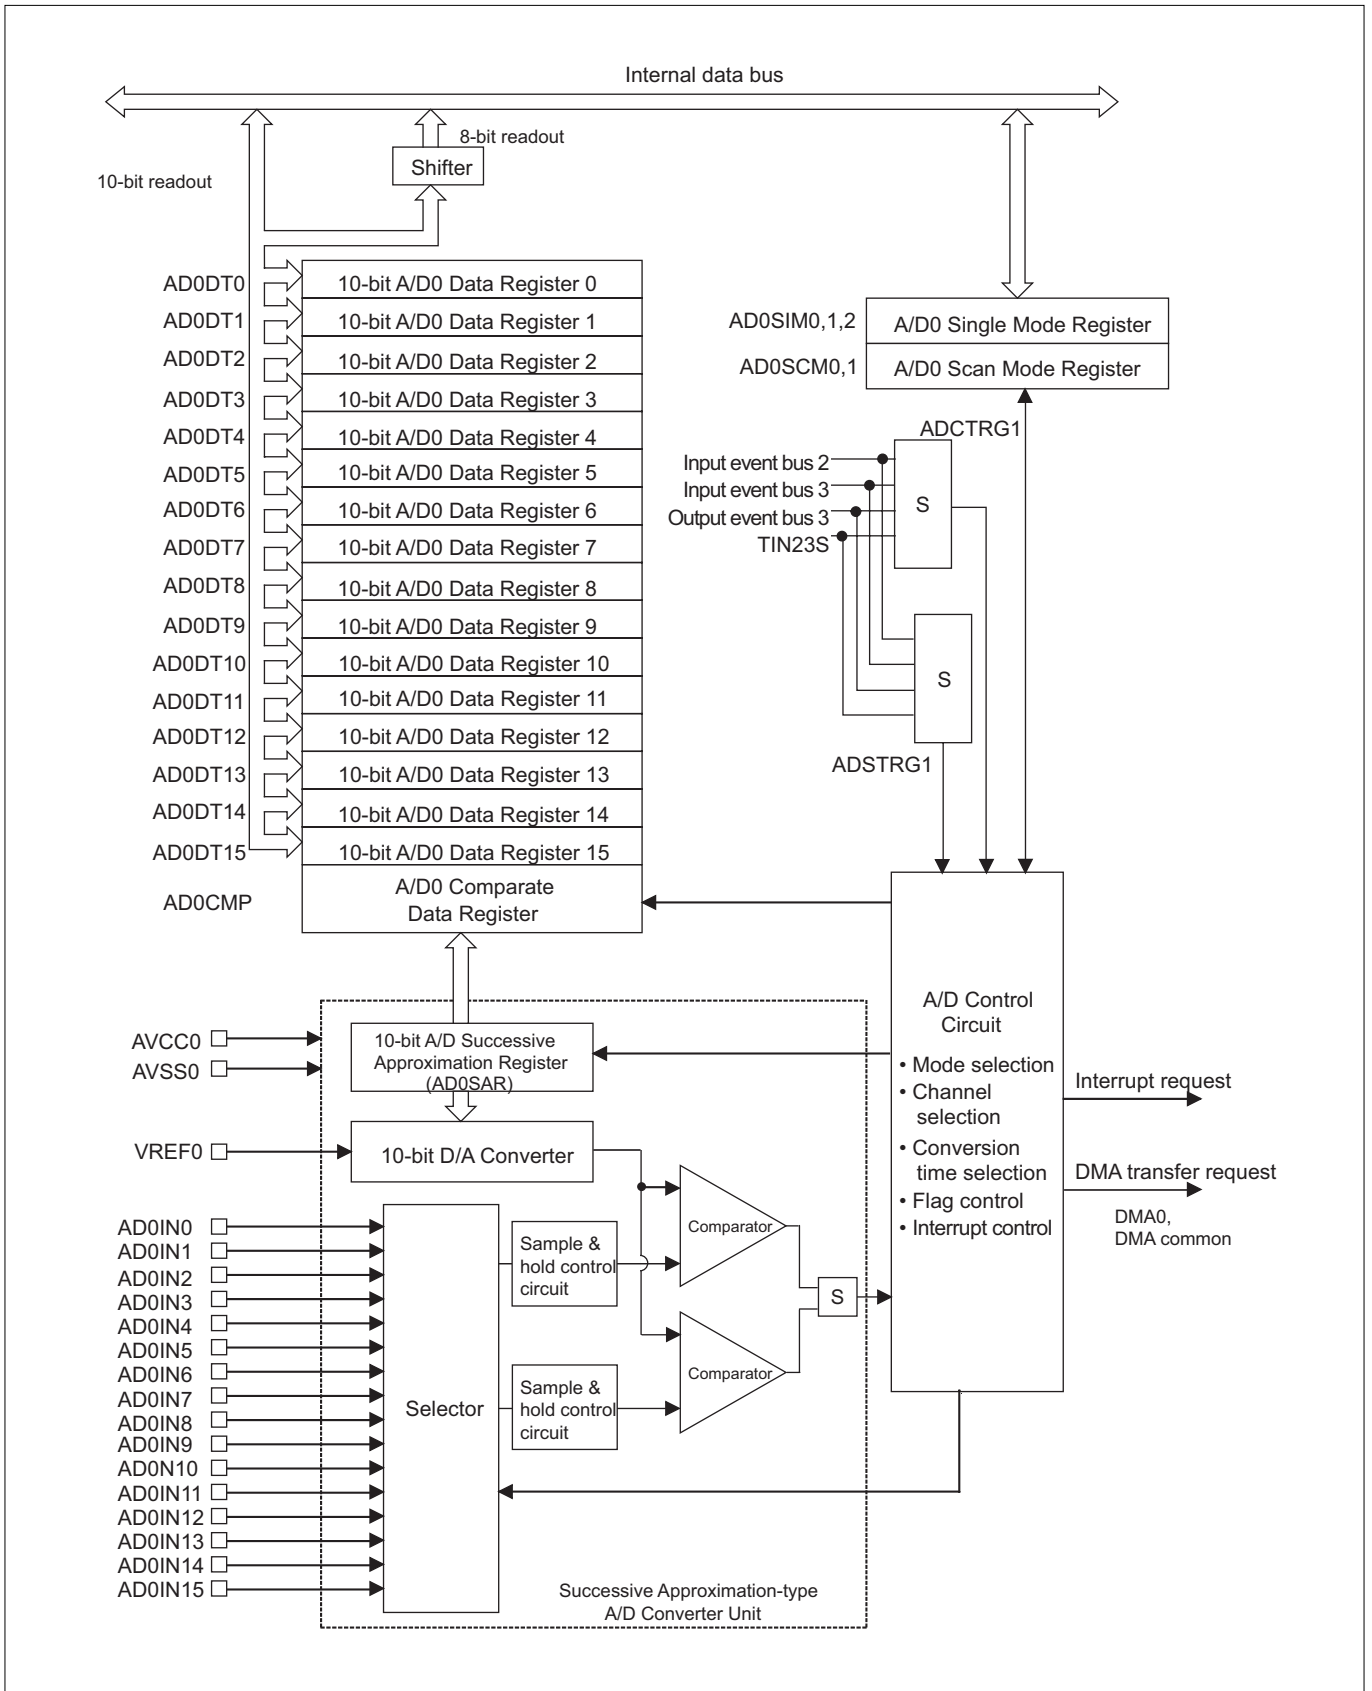 Internal data bus
8-bit readout
Shifter
10-bit readout
AD0DT0
10-bit A/D0 Data Register 0
AD0DT1
10-bit A/D0 Data Register 1
AD0DT2
10-bit A/D0 Data Register 2
AD0DT3
10-bit A/D0 Data Register 3
AD0DT4
10-bit A/D0 Data Register 4
AD0DT5
10-bit A/D0 Data Register 5
AD0DT6
10-bit A/D0 Data Register 6
AD0DT7
10-bit A/D0 Data Register 7
AD0DT8
10-bit A/D0 Data Register 8
AD0DT9
10-bit A/D0 Data Register 9
AD0DT10
10-bit A/D0 Data Register 10
AD0DT11
10-bit A/D0 Data Register 11
AD0DT12
10-bit A/D0 Data Register 12
AD0DT13
10-bit A/D0 Data Register 13
AD0DT14
10-bit A/D0 Data Register 14
AD0DT15
10-bit A/D0 Data Register 15
AD0CMP
A/D0 Comparate
Data Register
AD0SIM0,1,2
A/D0 Single Mode Register
AD0SCM0,1
A/D0 Scan Mode Register
ADCTRG1
Input event bus 2
Input event bus 3
Output event bus 3
TIN23S
S
S
ADSTRG1
A/D Control
Circuit
• Mode selection
• Channel
selection
• Conversion
time selection
• Flag control
• Interrupt control
Interrupt request
DMA transfer request
DMA0,
DMA common
AVCC0
AVSS0
VREF0
10-bit A/D Successive
Approximation Register
(AD0SAR)
10-bit D/A Converter
AD0IN0
AD0IN1
AD0IN2
AD0IN3
AD0IN4
AD0IN5
AD0IN6
AD0IN7
AD0IN8
AD0IN9
AD0N10
AD0IN11
AD0IN12
AD0IN13
AD0IN14
AD0IN15
Selector
Sample &
hold control
circuit
Comparator
S
Sample &
hold control
circuit
Comparator
Successive Approximation-type
A/D Converter Unit